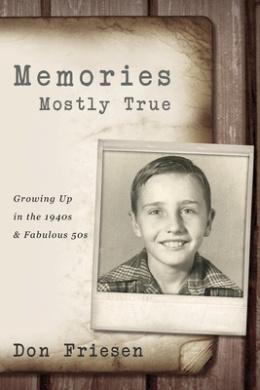 Memories
Mostly True
Growing Up
in the 1940s
& Fabulous 50s
Don Friesen